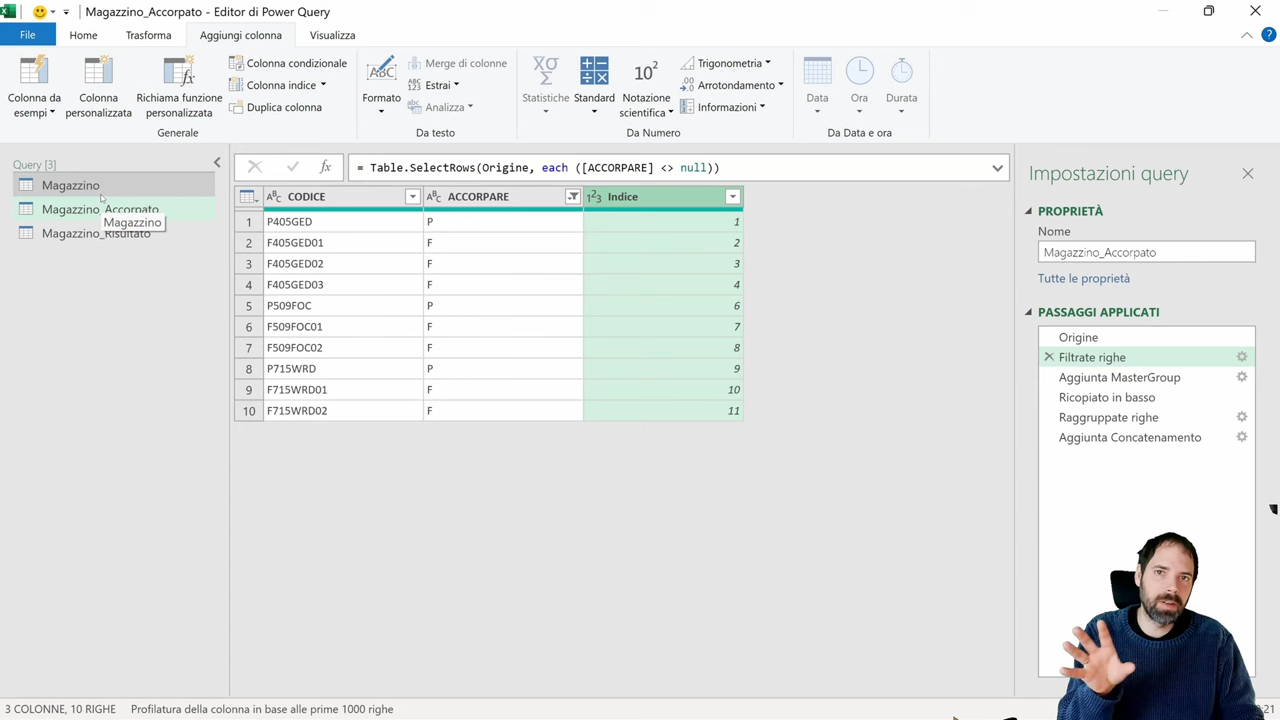 Magazzino_Accorpato - Editor di Power Query
File
Home
Trasforma
Aggiungi colonna
Visualizza
Colonna da esempi
Colonna personalizzata
Richiama funzione personalizzata
Colonna condizionale
Colonna indice
Duplica colonna
Generale
ABC
Formato
Merge di colonne
ABC
123
Estrai
Analizza
Da testo
XO
Statistiche
Standard
10²
Notazione scientifica
Trigonometria
Arrotondamento
Informazioni
Da Numero
Data
Ora
Durata
Da Data e ora
Query [3]
Magazzino
Magazzino_Accorpato
Magazzino
Magazzino_Risultato
fx
= Table.SelectRows(Origine, each ([ACCORPARE] <> null))
CODICE ACCORPARE Indice
1 P405GED P 1
2 F405GED01 F 2
3 F405GED02 F 3
4 F405GED03 F 4
5 P509FOC P 6
6 F509FOC01 F 7
7 F509FOC02 F 8
8 P715WRD P 9
9 F715WRD01 F 10
10 F715WRD02 F 11
Impostazioni query
PROPRIETÀ
Nome
Magazzino_Accorpato
Tutte le proprietà
PASSAGGI APPLICATI
Origine
Filtrate righe
Aggiunta MasterGroup
Ricopiato in basso
Raggruppate righe
Aggiunta Concatenamento
3 COLONNE, 10 RIGHE
Profilatura della colonna in base alle prime 1000 righe